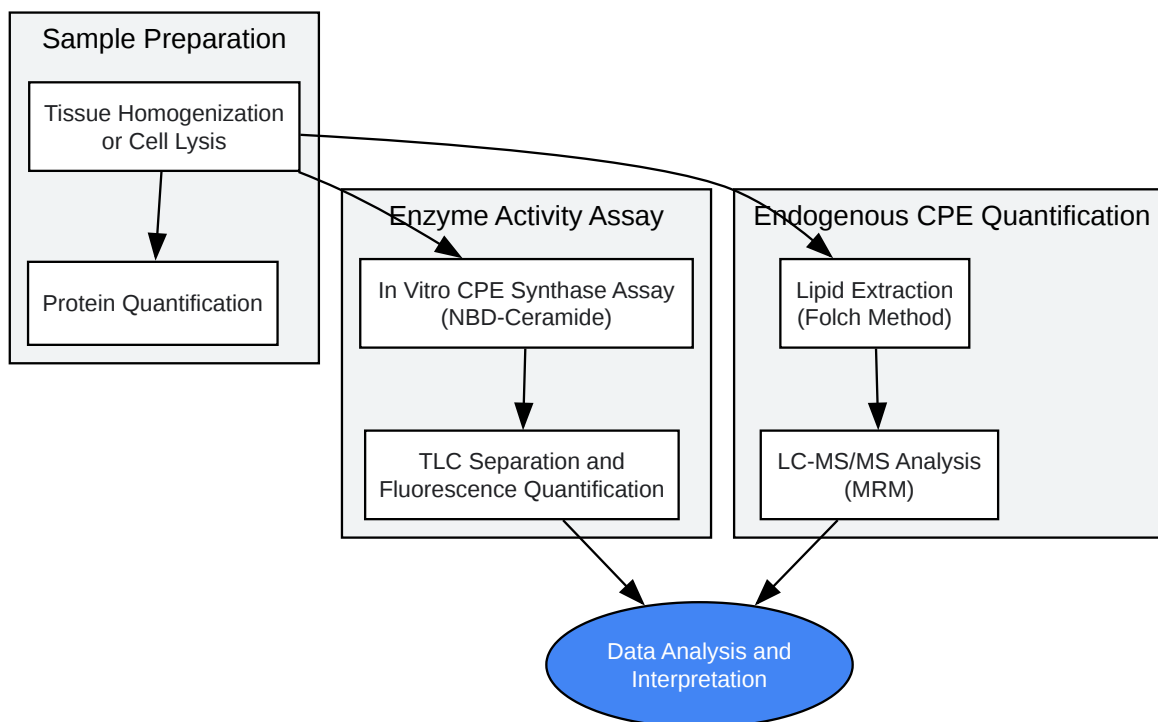 Sample Preparation
Tissue Homogenization
or Cell Lysis
Protein Quantification
Enzyme Activity Assay
In Vitro CPE Synthase Assay
(NBD-Ceramide)
TLC Separation and
Fluorescence Quantification
Endogenous CPE Quantification
Lipid Extraction
(Folch Method)
LC-MS/MS Analysis
(MRM)
Data Analysis and
Interpretation